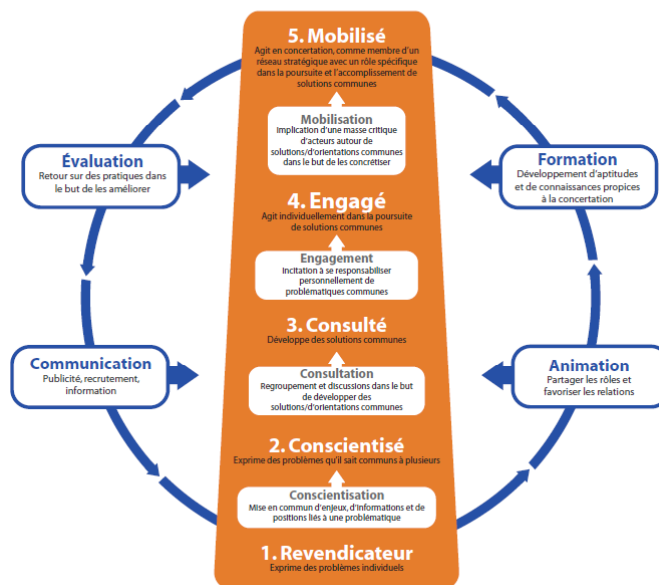 5. Mobilisé
Agit en concertation, comme membre d'un
réseau stratégique avec un rôle spécifique
dans la poursuite et l'accomplissement de
solutions communes
Mobilisation
Implication d'une masse critique
d'acteurs autour de
solutions/d'orientations communes
dans le but de les concrétiser
Évaluation
Retour sur des pratiques dans
le but de les améliorer
Formation
Développement d'aptitudes
et de connaissances propices
à la concertation
4. Engagé
Agit individuellement dans la poursuite
de solutions communes
Engagement
Incitation à se responsabiliser
personnellement de
problématiques communes
3. Consulté
Développe des solutions communes
Communication
Publicité, recrutement,
information
Consultation
Regroupement et discussions dans le but
de développer des
solutions/d'orientations communes
Animation
Partager les rôles et
favoriser les relations
2. Conscientisé
Exprime des problèmes qu'il sait communs à plusieurs
Conscientisation
Mise en commun d'enjeux, d'informations et de
positions liés à une problématique
1. Revendicateur
Exprime des problèmes individuels